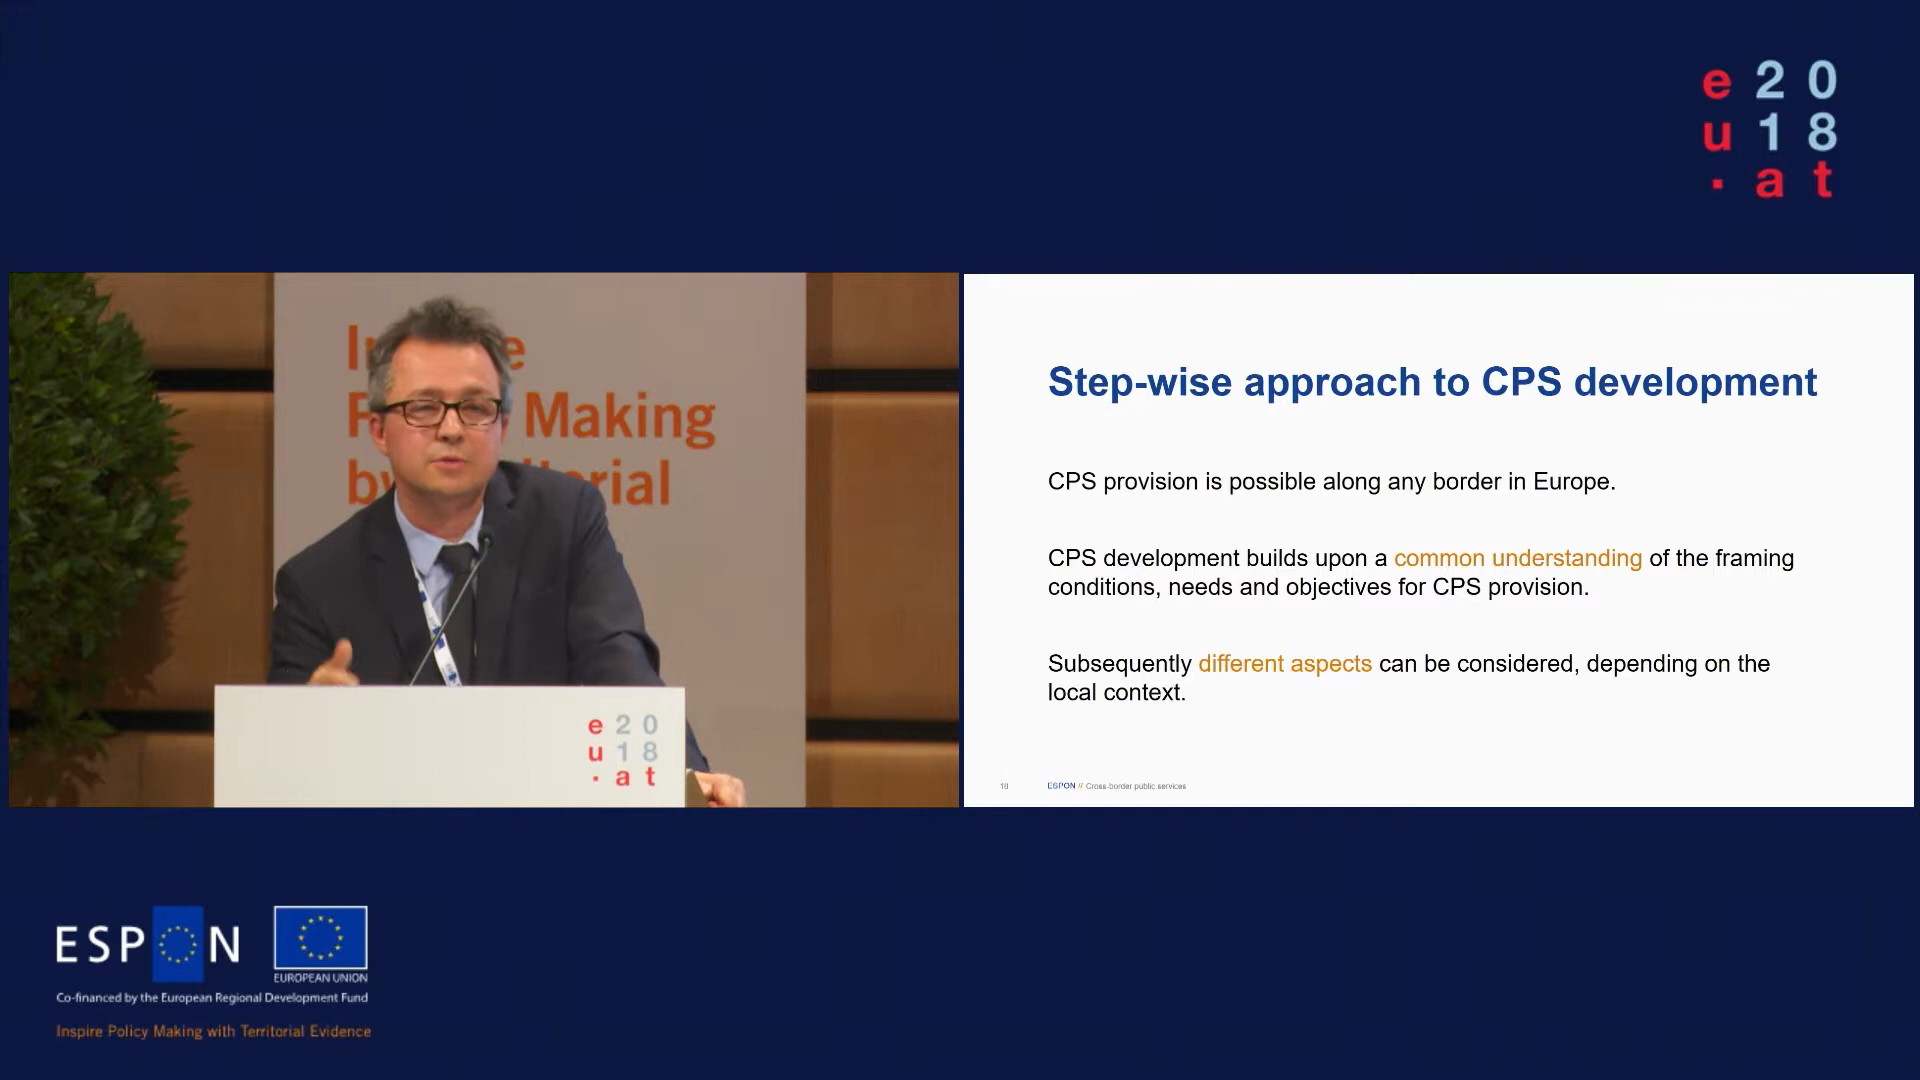 e 2 0
u 1 8
. a t
Making
by
rial
e 2 0
u 1 8
. a t
Step-wise approach to CPS development
CPS provision is possible along any border in Europe.
CPS development builds upon a common understanding of the framing
conditions, needs and objectives for CPS provision.
Subsequently different aspects can be considered, depending on the
local context.
18 ESPON // Cross-border public services
ESPON
EUROPEAN UNION
Co-financed by the European Regional Development Fund
Inspire Policy Making with Territorial Evidence